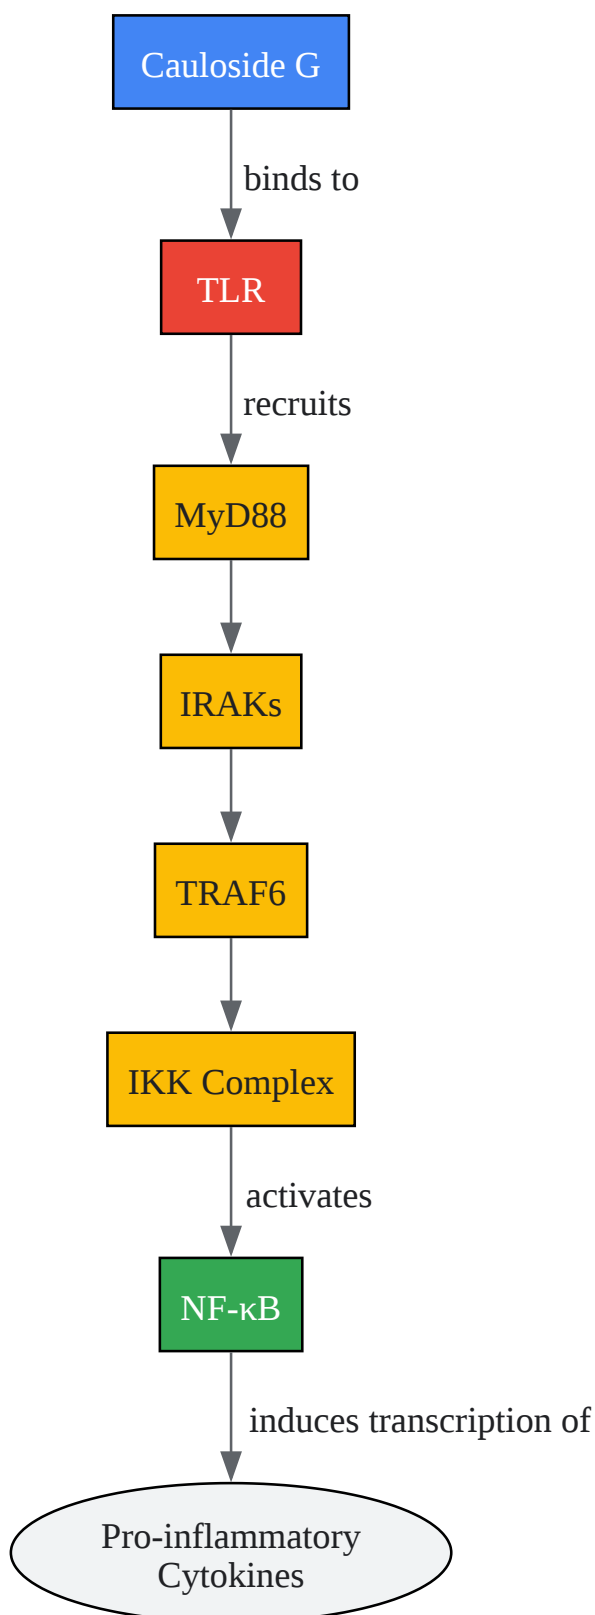 Cauloside G
binds to
TLR
recruits
MyD88
IRAKs
TRAF6
IKK Complex
activates
NF-κB
induces transcription of
Pro-inflammatory
Cytokines